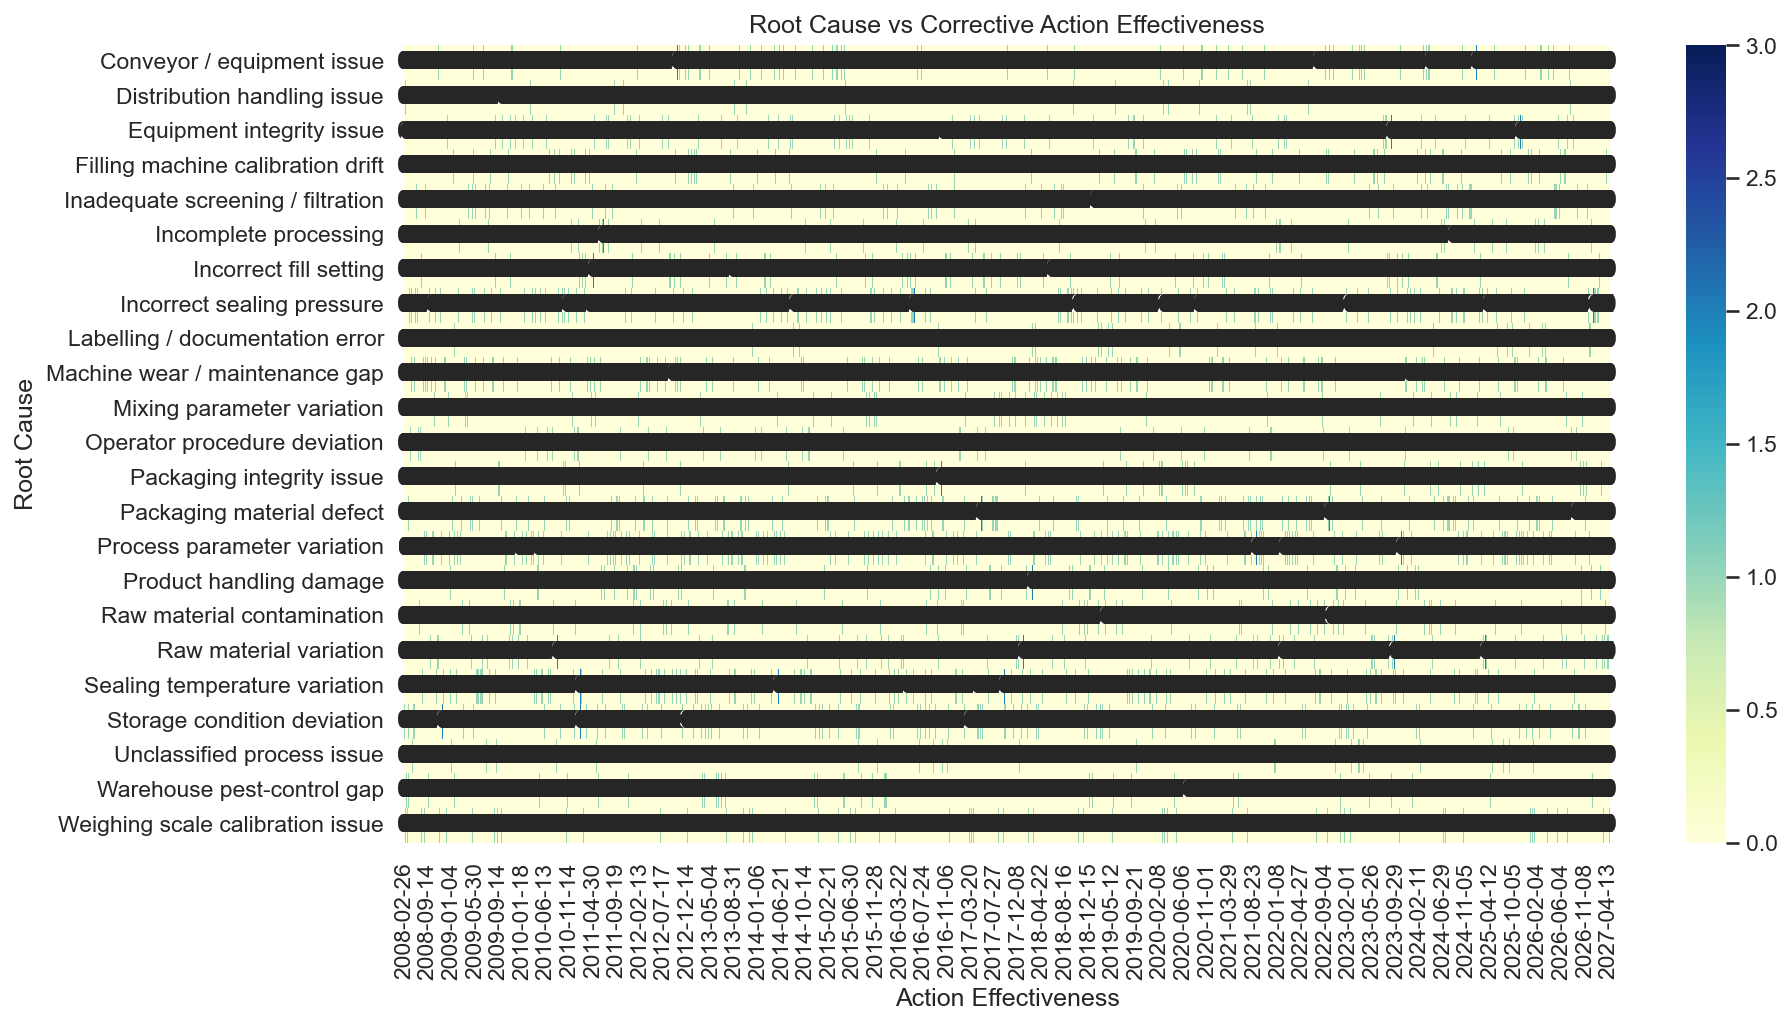 Root Cause vs Corrective Action Effectiveness
Root Cause
Conveyor / equipment issue
Distribution handling issue
Equipment integrity issue
Filling machine calibration drift
Inadequate screening / filtration
Incomplete processing
Incorrect fill setting
Incorrect sealing pressure
Labelling / documentation error
Machine wear / maintenance gap
Mixing parameter variation
Operator procedure deviation
Packaging integrity issue
Packaging material defect
Process parameter variation
Product handling damage
Raw material contamination
Raw material variation
Sealing temperature variation
Storage condition deviation
Unclassified process issue
Warehouse pest-control gap
Weighing scale calibration issue
2008-02-26
2008-09-14
2009-01-04
2009-05-30
2009-09-14
2010-01-18
2010-06-13
2010-11-14
2011-04-30
2011-09-19
2012-02-13
2012-07-17
2012-12-14
2013-05-04
2013-08-31
2014-01-06
2014-06-21
2014-10-14
2015-02-21
2015-06-30
2015-11-28
2016-03-22
2016-07-24
2016-11-06
2017-03-20
2017-07-27
2017-12-08
2018-04-22
2018-08-16
2018-12-15
2019-05-12
2019-09-21
2020-02-08
2020-06-06
2020-11-01
2021-03-29
2021-08-23
2022-01-08
2022-04-27
2022-09-04
2023-02-01
2023-05-26
2023-09-29
2024-02-11
2024-06-29
2024-11-05
2025-04-12
2025-10-05
2026-02-04
2026-06-04
2026-11-08
2027-04-13
Action Effectiveness
3.0
2.5
2.0
1.5
1.0
0.5
0.0